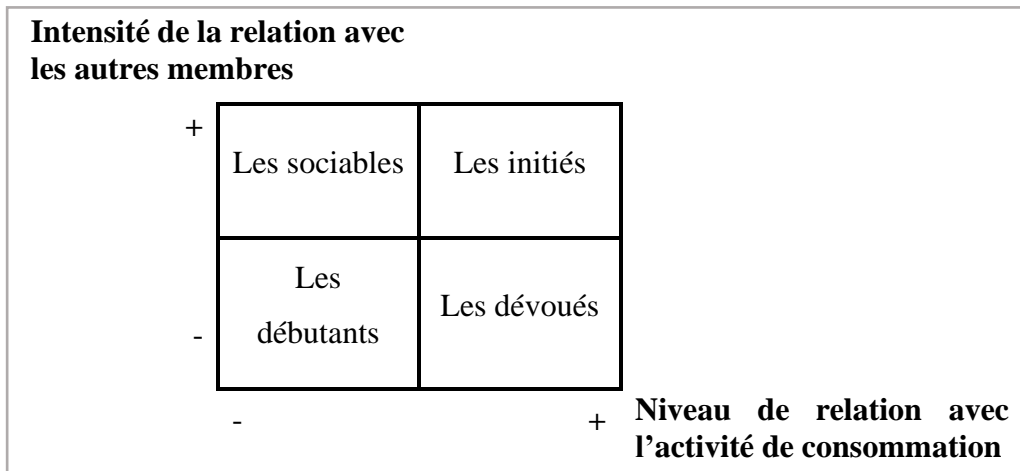 Intensité de la relation avec
les autres membres
+
Les sociables
Les initiés
Les
débutants
Les dévoués
-
-
+
Niveau de relation avec
l’activité de consommation